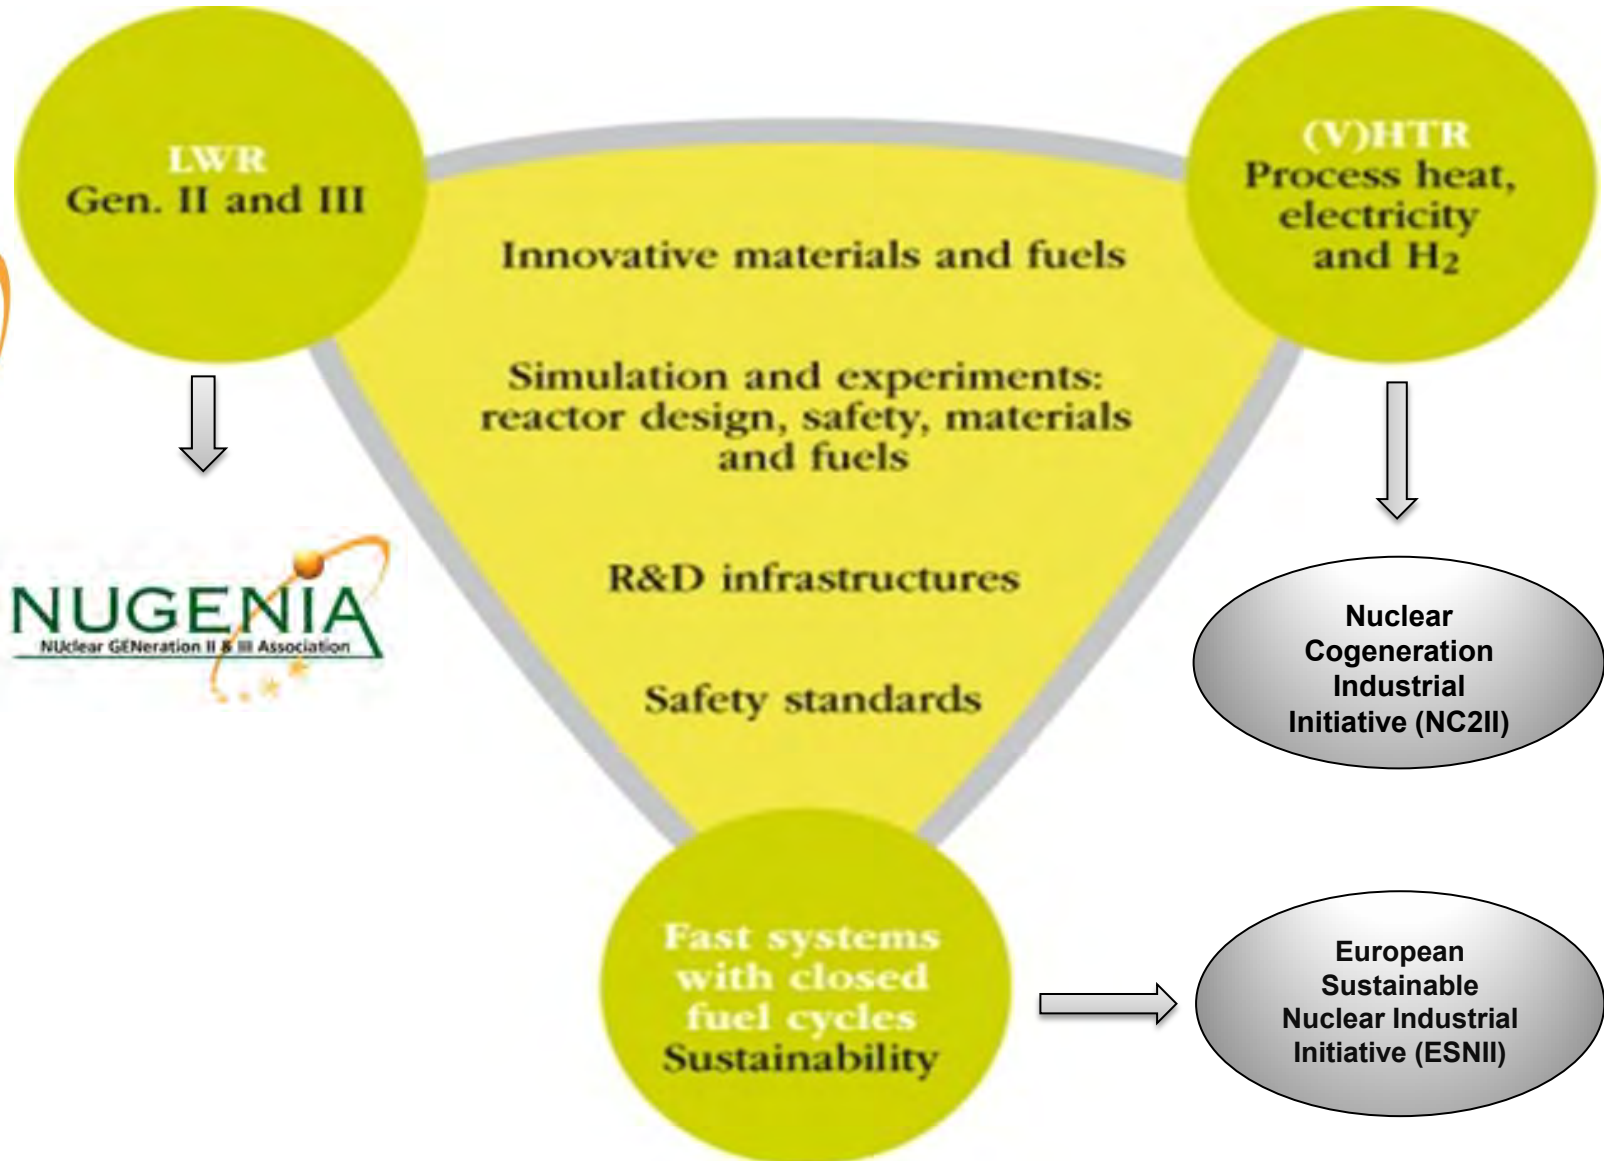 LWR
Gen. II and III
(V)HTR
Process heat,
electricity
and H₂
Innovative materials and fuels
Simulation and experiments:
reactor design, safety, materials
and fuels
R&D infrastructures
Safety standards
NUGENIA
NUclear GENeration II & III Association
Nuclear
Cogeneration
Industrial
Initiative (NC2II)
Fast systems
with closed
fuel cycles
Sustainability
European
Sustainable
Nuclear Industrial
Initiative (ESNII)